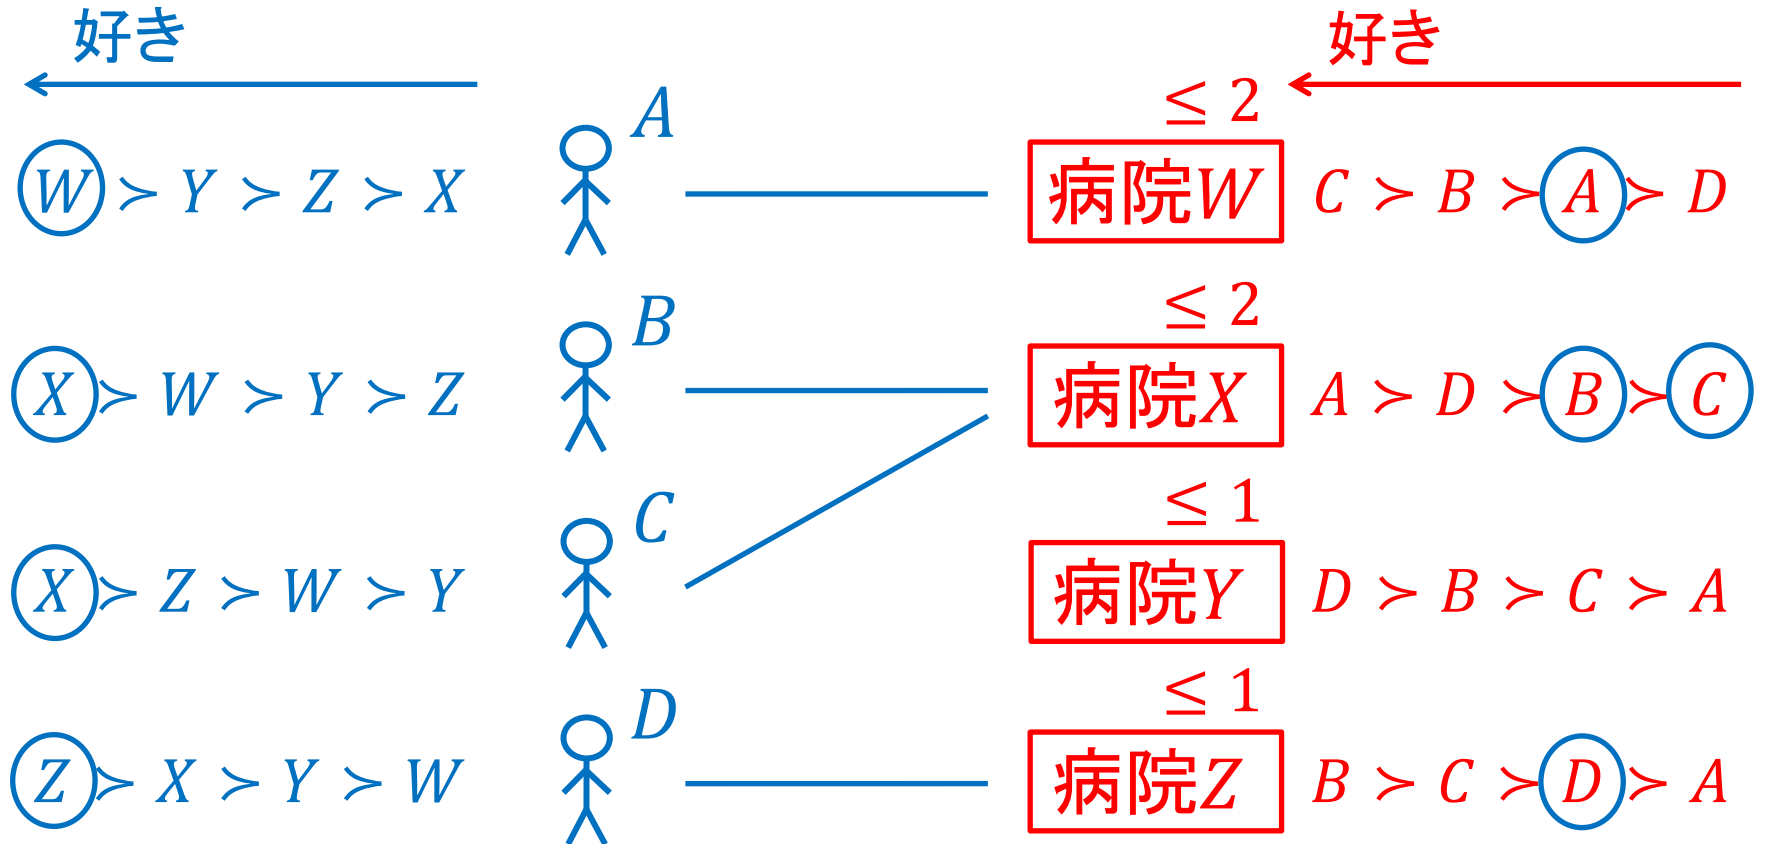 好き
好き
A
≤ 2
W ≻ Y ≻ Z ≻ X
病院W
C ≻ B ≻ A ≻ D
B
≤ 2
X ≻ W ≻ Y ≻ Z
病院X
A ≻ D ≻ B ≻ C
C
≤ 1
X ≻ Z ≻ W ≻ Y
病院Y
D ≻ B ≻ C ≻ A
D
≤ 1
Z ≻ X ≻ Y ≻ W
病院Z
B ≻ C ≻ D ≻ A